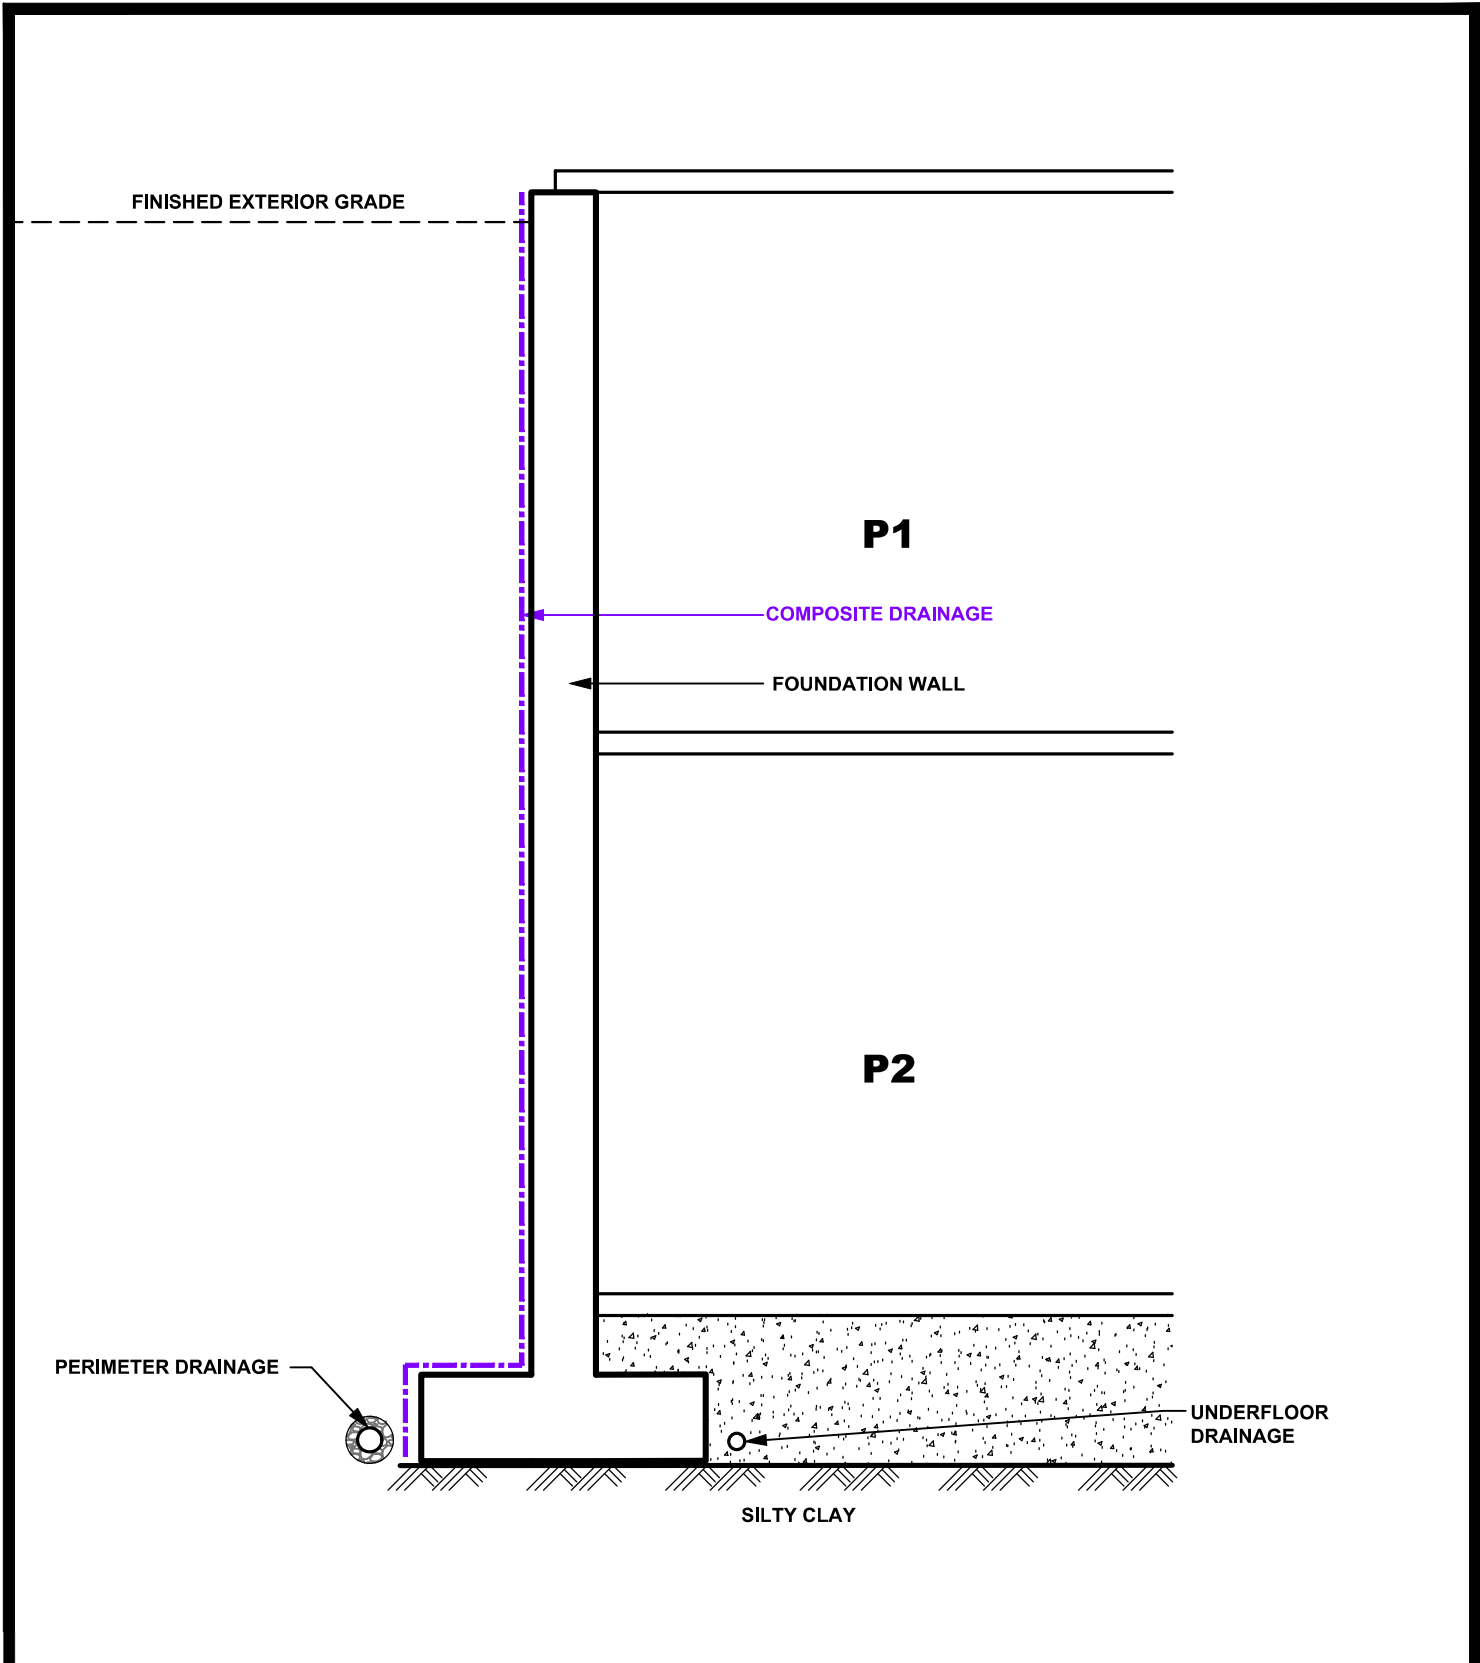 FINISHED EXTERIOR GRADE
P1
COMPOSITE DRAINAGE
FOUNDATION WALL
P2
PERIMETER DRAINAGE
UNDERFLOOR
DRAINAGE
SILTY CLAY